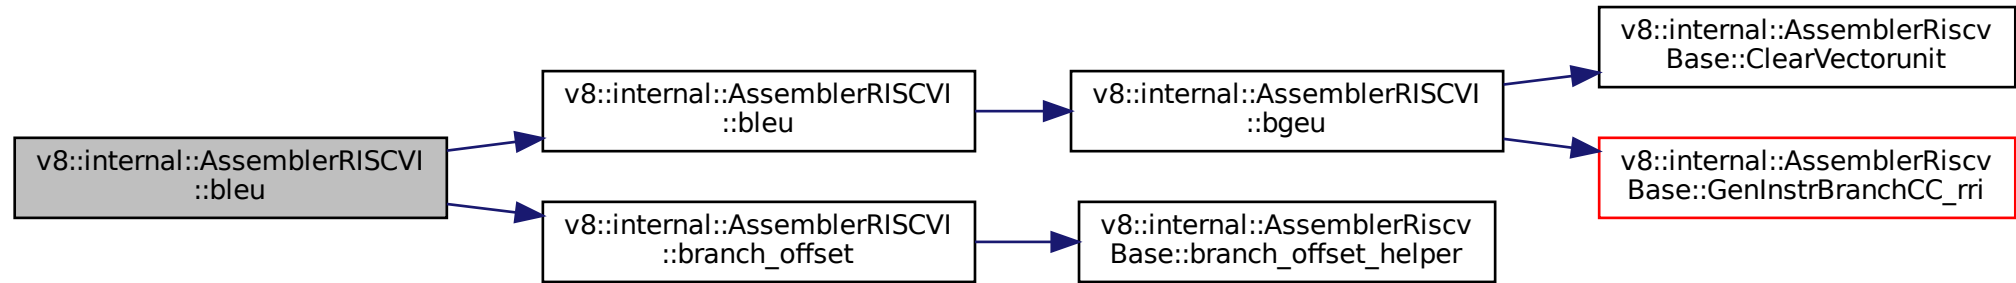 v8::internal::AssemblerRISCVI
::bleu
v8::internal::AssemblerRISCVI
::bleu
v8::internal::AssemblerRISCVI
::branch_offset
v8::internal::AssemblerRISCVI
::bgeu
v8::internal::AssemblerRiscv
Base::branch_offset_helper
v8::internal::AssemblerRiscv
Base::ClearVectorunit
v8::internal::AssemblerRiscv
Base::GenInstrBranchCC_rri